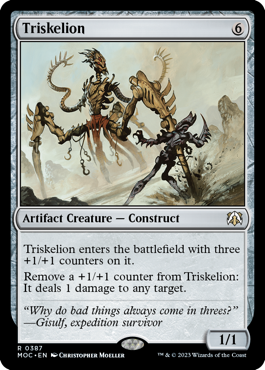 Triskelion 6
Artifact Creature — Construct
Triskelion enters the battlefield with three
+1/+1 counters on it.
Remove a +1/+1 counter from Triskelion:
It deals 1 damage to any target.
“Why do bad things always come in threes?”
—Gisulf, expedition survivor
1/1
R 0387
MOC • EN Christopher Moeller ™ & © 2023 Wizards of the Coast